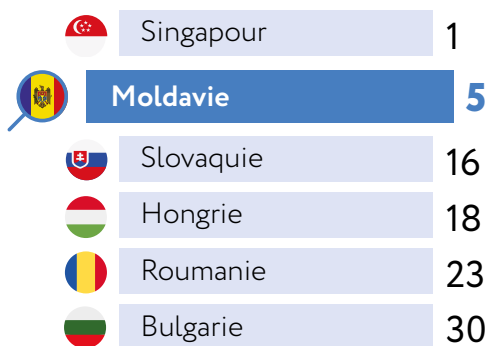 Singapour 1
Moldavie 5
Slovaquie 16
Hongrie 18
Roumanie 23
Bulgarie 30